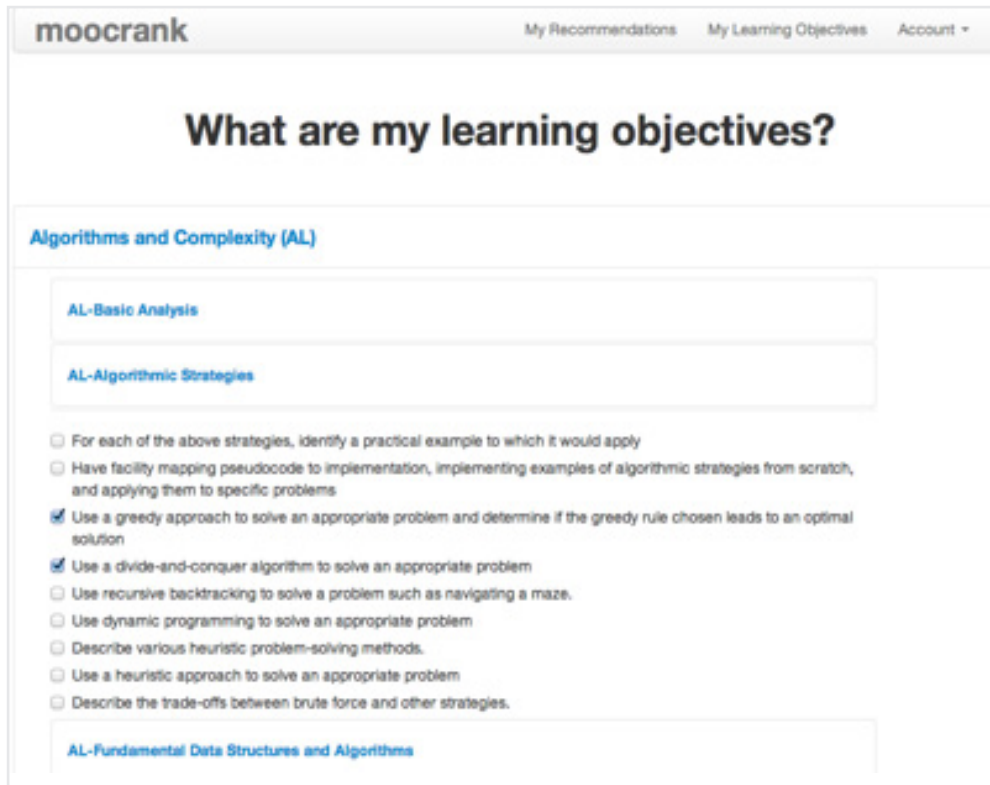 moocrank
My Recommendations My Learning Objectives Account
What are my learning objectives?
Algorithms and Complexity (AL)
AL-Basic Analysis
AL-Algorithmic Strategies
For each of the above strategies, identify a practical example to which it would apply
Have facility mapping pseudocode to implementation, implementing examples of algorithmic strategies from scratch,
and applying them to specific problems
Use a greedy approach to solve an appropriate problem and determine if the greedy rule chosen leads to an optimal
solution
Use a divide-and-conquer algorithm to solve an appropriate problem
Use recursive backtracking to solve a problem such as navigating a maze.
Use dynamic programming to solve an appropriate problem
Describe various heuristic problem-solving methods.
Use a heuristic approach to solve an appropriate problem
Describe the trade-offs between brute force and other strategies.
AL-Fundamental Data Structures and Algorithms